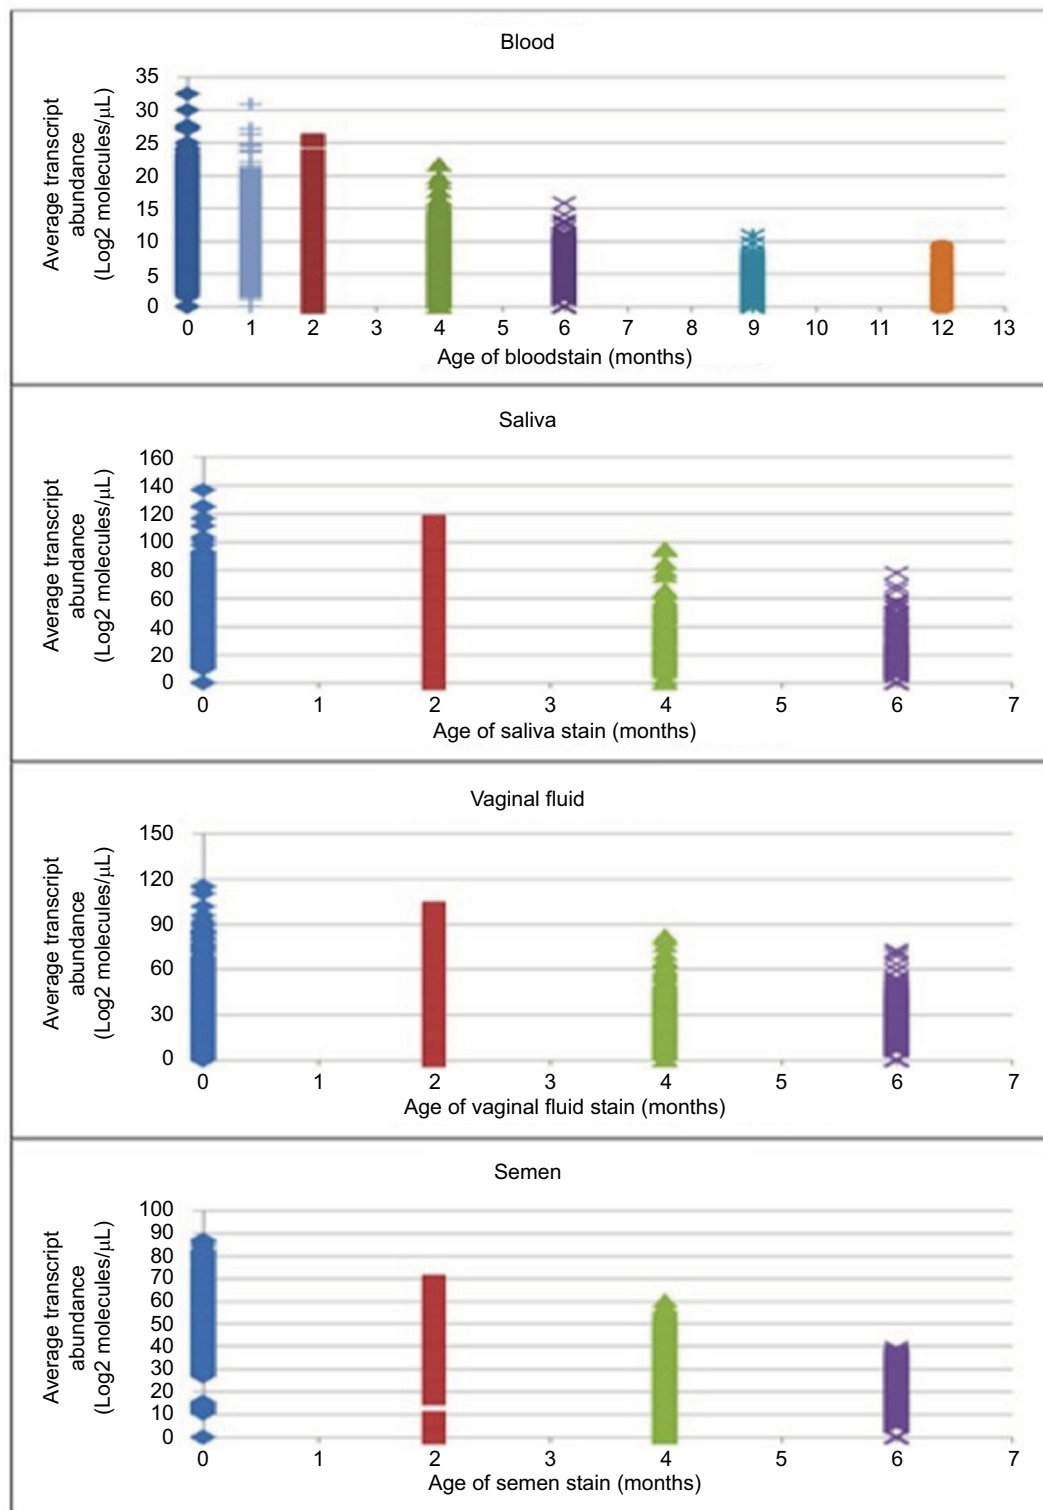 Blood
Average transcript
abundance
(Log2 molecules/μL)
35
30
25
20
15
10
5
0
0 1 2 3 4 5 6 7 8 9 10 11 12 13
Age of bloodstain (months)
Saliva
Average transcript
abundance
(Log2 molecules/μL)
160
140
120
100
80
60
40
20
0
0 1 2 3 4 5 6 7
Age of saliva stain (months)
Vaginal fluid
Average transcript
abundance
(Log2 molecules/μL)
150
120
90
60
30
0
0 1 2 3 4 5 6 7
Age of vaginal fluid stain (months)
Semen
Average transcript
abundance
(Log2 molecules/μL)
100
90
80
70
60
50
40
30
20
10
0
0 1 2 3 4 5 6 7
Age of semen stain (months)